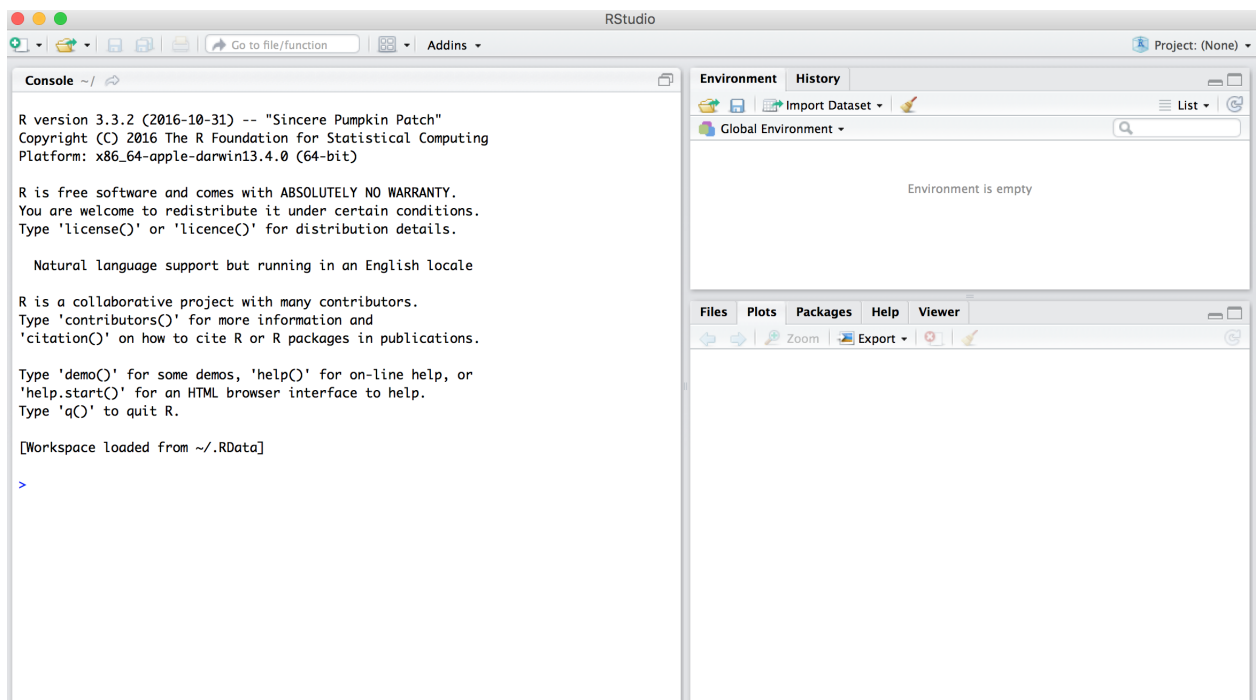 RStudio
Go to file/function
Addins
Project: (None)
Console ~/
R version 3.3.2 (2016-10-31) -- "Sincere Pumpkin Patch"
Copyright (C) 2016 The R Foundation for Statistical Computing
Platform: x86_64-apple-darwin13.4.0 (64-bit)
R is free software and comes with ABSOLUTELY NO WARRANTY.
You are welcome to redistribute it under certain conditions.
Type 'license()' or 'licence()' for distribution details.
Natural language support but running in an English locale
R is a collaborative project with many contributors.
Type 'contributors()' for more information and
'citation()' on how to cite R or R packages in publications.
Type 'demo()' for some demos, 'help()' for on-line help, or
'help.start()' for an HTML browser interface to help.
Type 'q()' to quit R.
[Workspace loaded from ~/.RData]
>
Environment History
Import Dataset List
Global Environment
Environment is empty
Files Plots Packages Help Viewer
Zoom Export